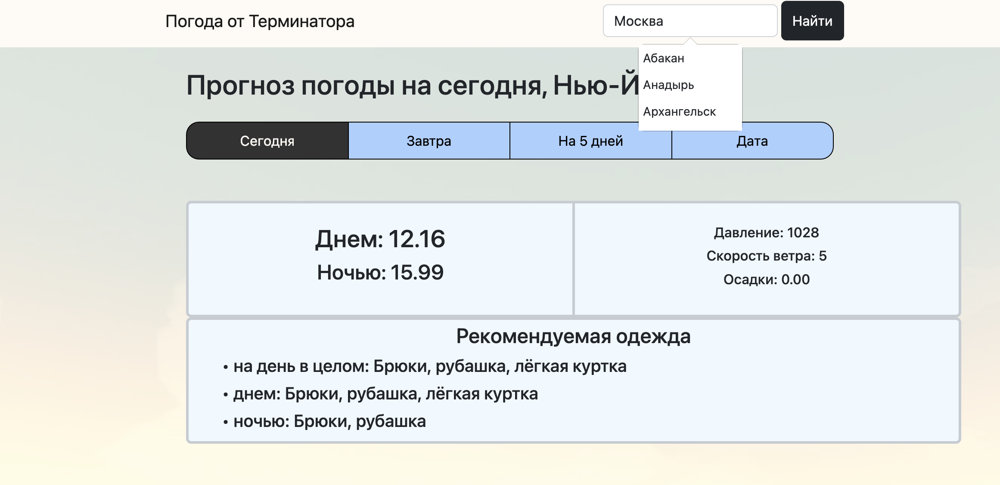 Погода от Терминатора
Москва
Найти
Абакан
Анадырь
Архангельск
Прогноз погоды на сегодня, Нью-Й
Сегодня
Завтра
На 5 дней
Дата
Днем: 12.16
Ночью: 15.99
Давление: 1028
Скорость ветра: 5
Осадки: 0.00
Рекомендуемая одежда
• на день в целом: Брюки, рубашка, лёгкая куртка
• днем: Брюки, рубашка, лёгкая куртка
• ночью: Брюки, рубашка